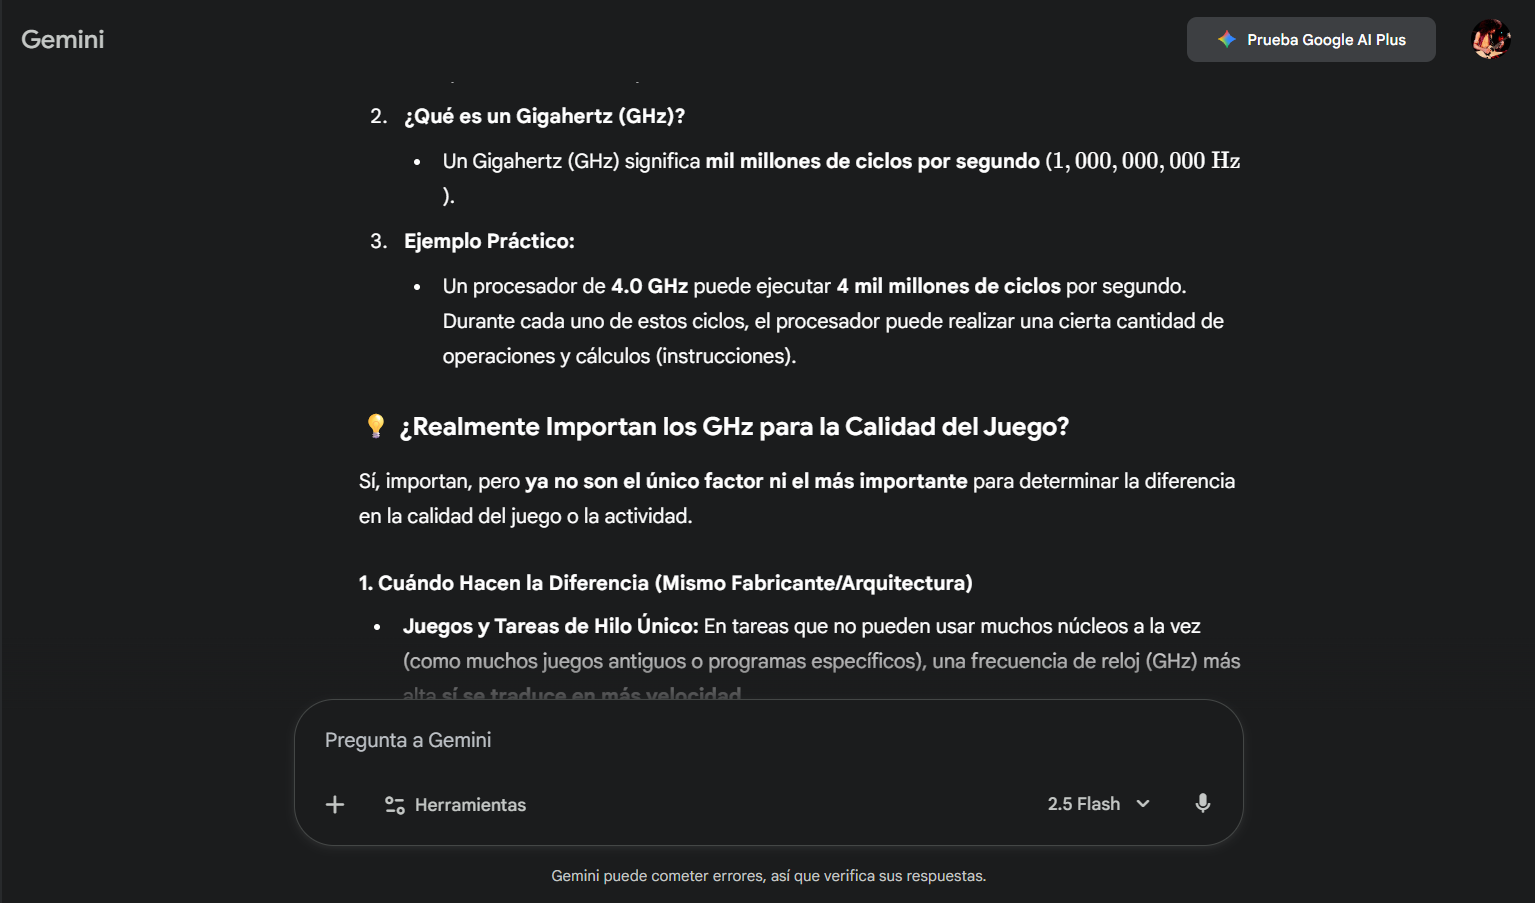 Gemini
Prueba Google AI Plus
2. ¿Qué es un Gigahertz (GHz)?
• Un Gigahertz (GHz) significa mil millones de ciclos por segundo (1,000,000,000 Hz
).
3. Ejemplo Práctico:
• Un procesador de 4.0 GHz puede ejecutar 4 mil millones de ciclos por segundo.
Durante cada uno de estos ciclos, el procesador puede realizar una cierta cantidad de
operaciones y cálculos (instrucciones).
💡 ¿Realmente Importan los GHz para la Calidad del Juego?
Sí, importan, pero ya no son el único factor ni el más importante para determinar la diferencia
en la calidad del juego o la actividad.
1. Cuándo Hacen la Diferencia (Mismo Fabricante/Arquitectura)
• Juegos y Tareas de Hilo Único: En tareas que no pueden usar muchos núcleos a la vez
(como muchos juegos antiguos o programas específicos), una frecuencia de reloj (GHz) más
alta sí se traduce en más velocidad
Pregunta a Gemini
Herramientas
2.5 Flash
Gemini puede cometer errores, así que verifica sus respuestas.